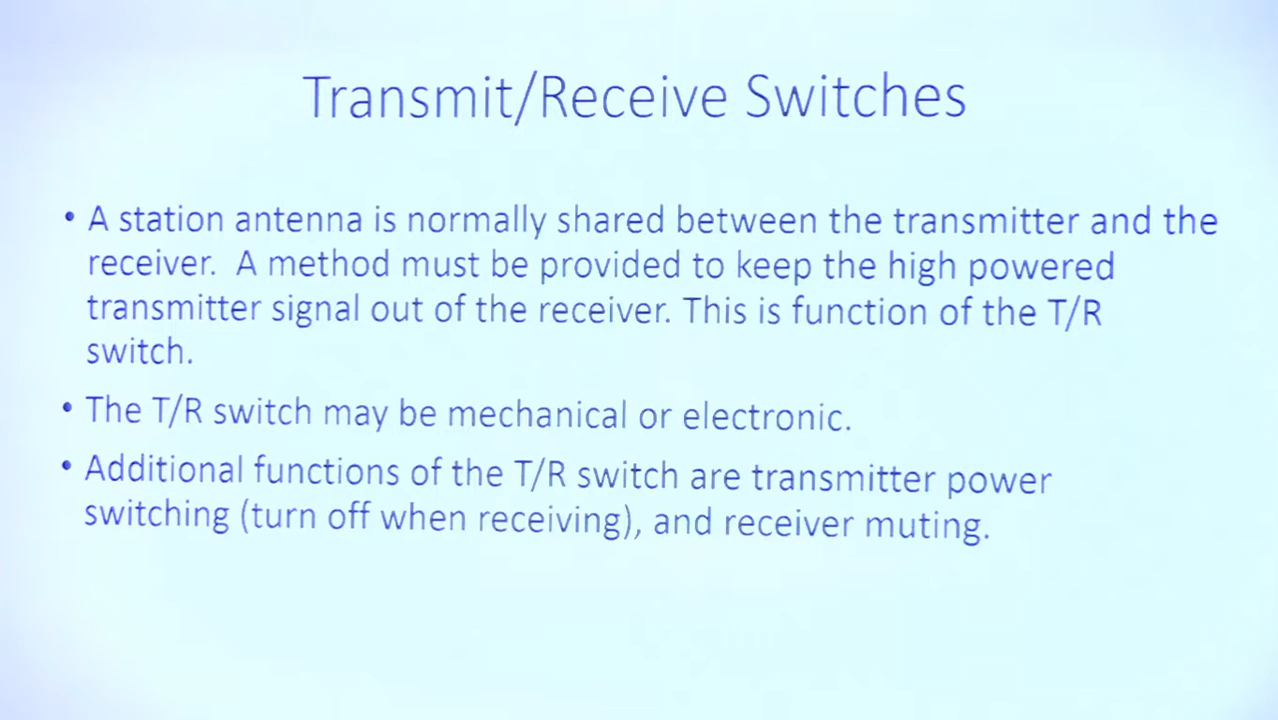 Transmit/Receive Switches
• A station antenna is normally shared between the transmitter and the
receiver.  A method must be provided to keep the high powered
transmitter signal out of the receiver. This is function of the T/R
switch.
• The T/R switch may be mechanical or electronic.
• Additional functions of the T/R switch are transmitter power
switching (turn off when receiving), and receiver muting.